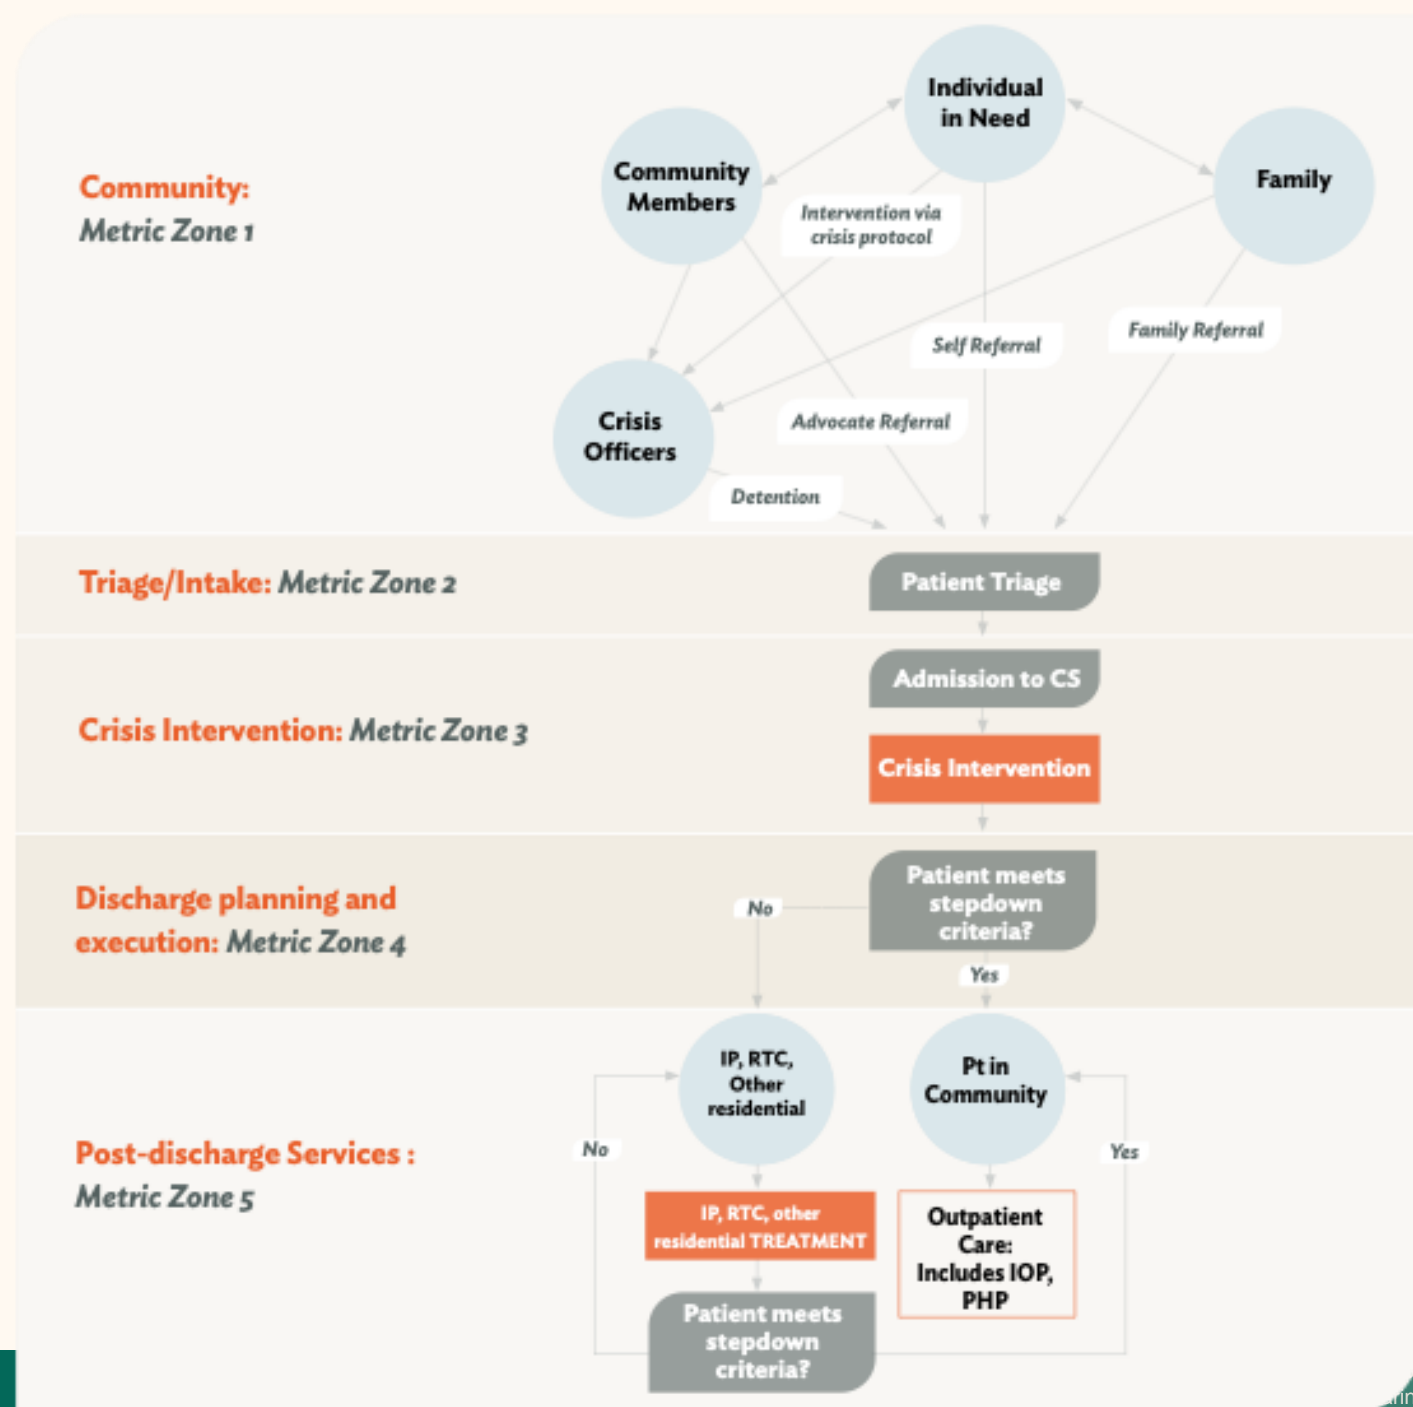 Individual
in Need
Community
Members
Family
Community:
Metric Zone 1
Intervention via
crisis protocol
Self Referral
Family Referral
Crisis
Officers
Advocate Referral
Detention
Triage/Intake: Metric Zone 2
Patient Triage
Admission to CS
Crisis Intervention: Metric Zone 3
Crisis Intervention
Discharge planning and
execution: Metric Zone 4
Patient meets
stepdown
criteria?
No
Yes
IP, RTC,
Other
residential
Pt in
Community
Post-discharge Services :
Metric Zone 5
No
Yes
IP, RTC, other
residential TREATMENT
Outpatient
Care:
Includes IOP,
PHP
Patient meets
stepdown
criteria?